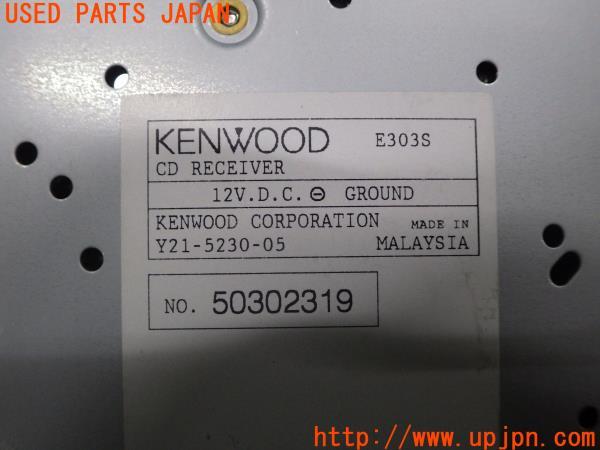 USED PARTS JAPAN
KENWOOD E303S
CD RECEIVER
12V.D.C. ⊖ GROUND
KENWOOD CORPORATION MADE IN
Y21-5230-05 MALAYSIA
NO. 50302319
http://www.upjpn.com